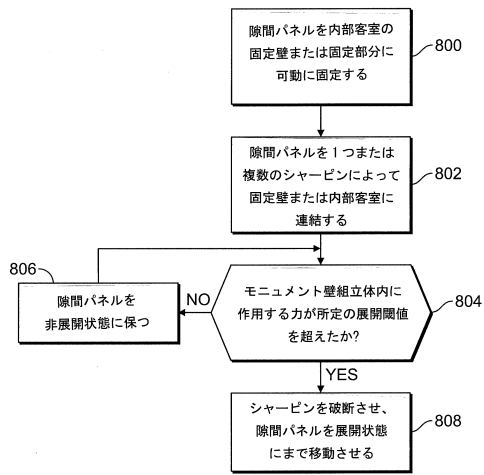 隙間パネルを内部客室の
固定壁または固定部分に
可動に固定する
800
隙間パネルを1つまたは
複数のシャーピンによって
固定壁または内部客室に
連結する
802
806
隙間パネルを
非展開状態に保つ
NO
モニュメント壁組立体内に
作用する力が所定の展開閾値
を超えたか?
804
YES
シャーピンを破断させ、
隙間パネルを展開状態
にまで移動させる
808